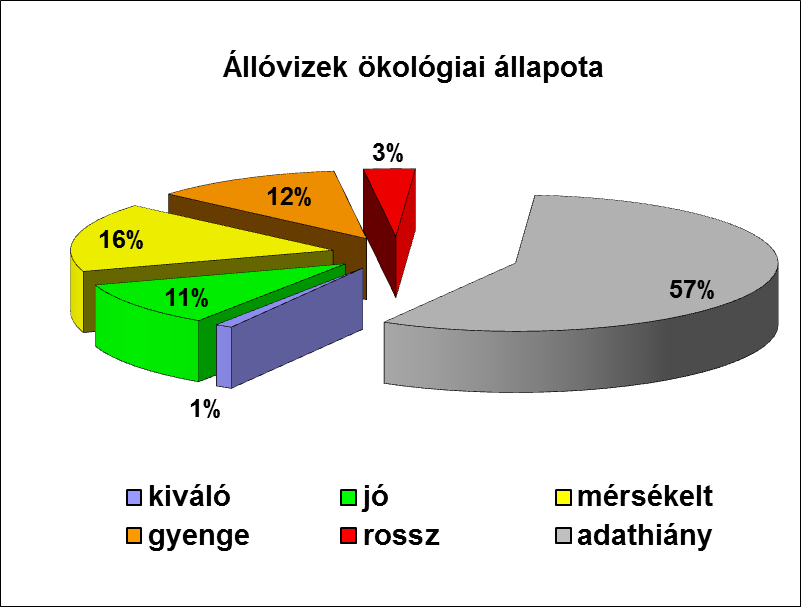 Állóvizek ökológiai állapota
3%
12%
16%
57%
11%
1%
kiváló jó mérsékelt
gyenge rossz adathiány